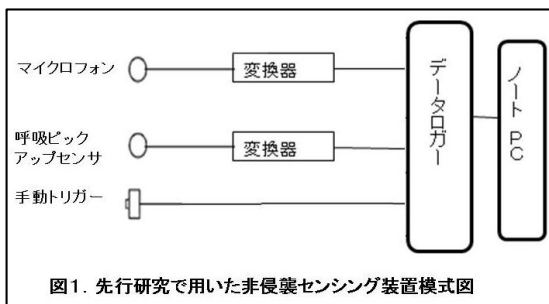 マイクロフォン
変換器
呼吸ピック
アップセンサ
変換器
手動トリガー
データロガー
ノートPC
図1．先行研究で用いた非侵襲センシング装置模式図